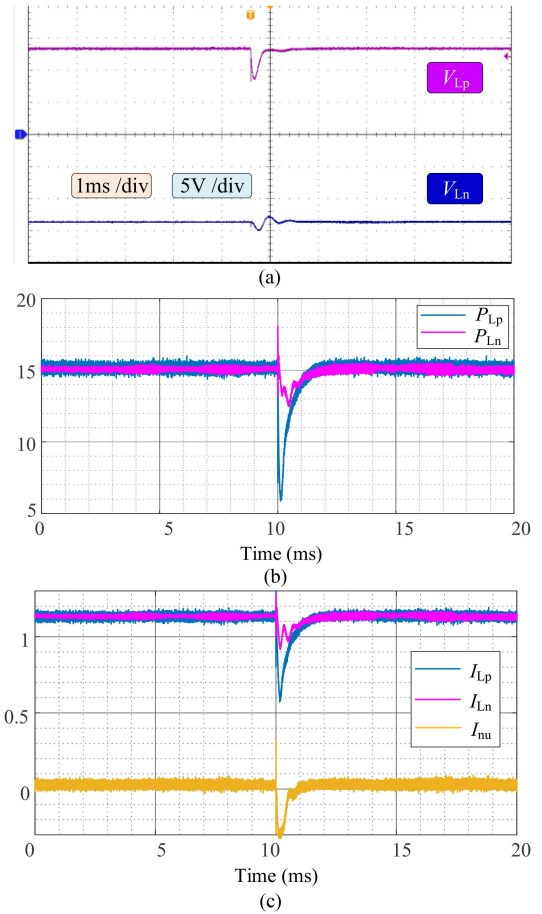 T
V_Lp
1
1ms /div
5V / div
V_Ln
(a)
20
P_Lp
P_Ln
15
10
5
0
5
10
15
20
Time (ms)
(b)
1
I_Lp
I_Ln
I_nu
0.5
0
0
5
10
15
20
Time (ms)
(c)